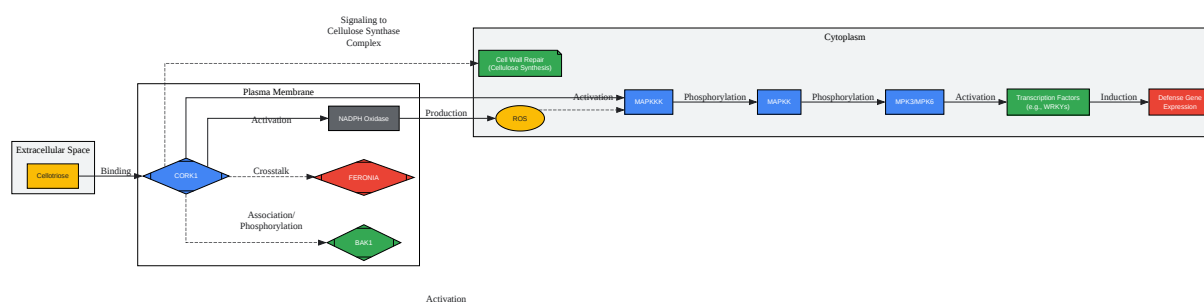 Signaling to
Cellulose Synthase
Complex
Cytoplasm
Cell Wall Repair
(Cellulose Synthesis)
Plasma Membrane
Activation
MAPKKK
Phosphorylation
MAPKK
Phosphorylation
MPK3/MPK6
Activation
Transcription Factors
(e.g., WRKYs)
Induction
Defense Gene
Expression
Activation
NADPH Oxidase
Production
ROS
Extracellular Space
Cellotriose
Binding
CORK1
Crosstalk
FERONIA
Association/
Phosphorylation
BAK1
Activation